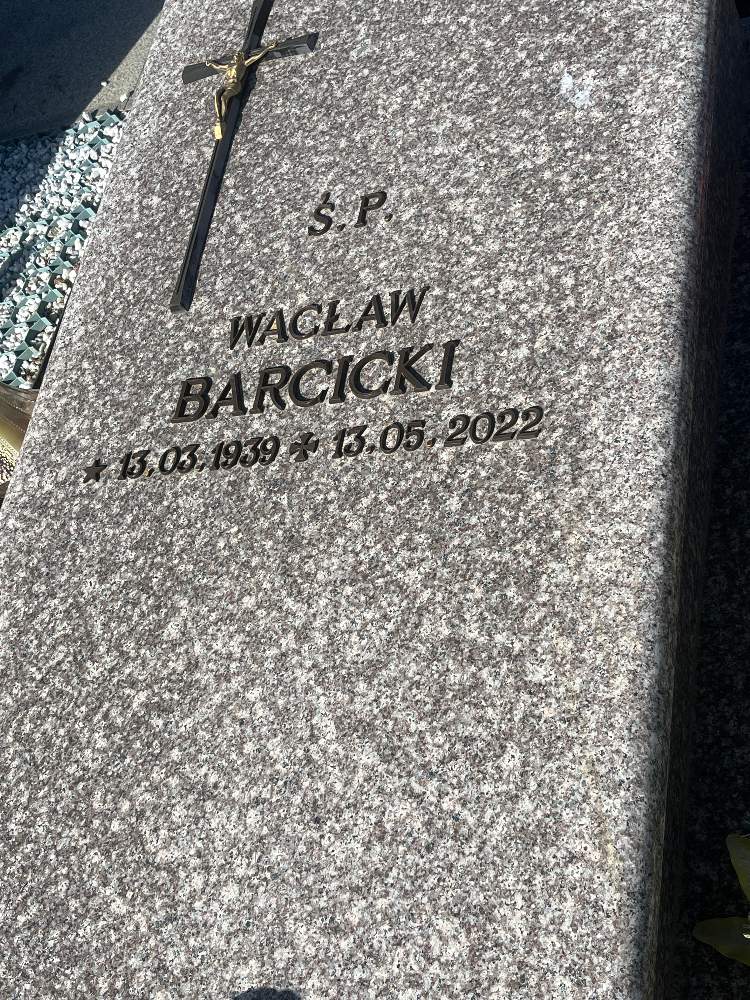 Ś.P.
WACŁAW
BARCICKI
★ 13.03.1939 ✠ 13.05.2022